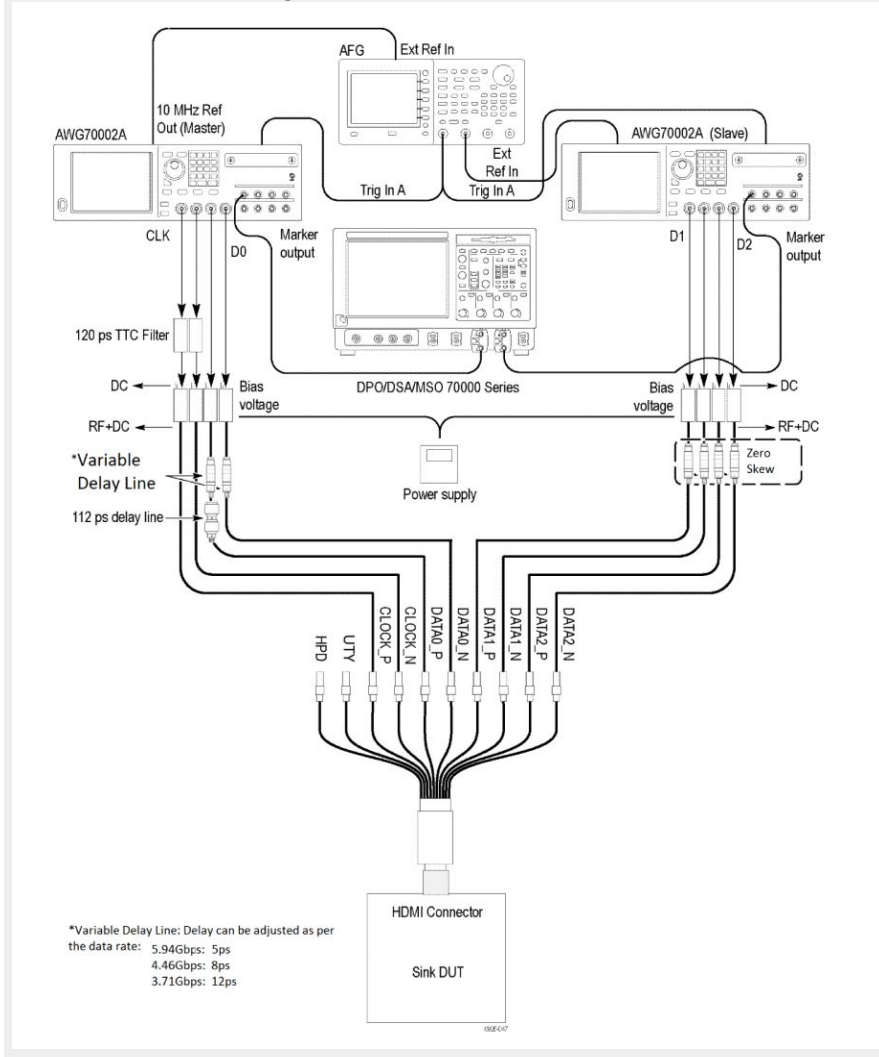 AFG
Ext Ref In
10 MHz Ref
Out (Master)
AWG70002A
AWG70002A (Slave)
Ext
Ref In
Trig In A
Trig In A
CLK
D0
Marker
output
D1
D2
Marker
output
120 ps TTC Filter
DC
Bias
voltage
DPO/DSA/MSO 70000 Series
Bias
voltage
DC
RF+DC
RF+DC
*Variable
Delay Line
Zero
Skew
Power supply
112 ps delay line
HPD
UTY
CLOCK_P
CLOCK_N
DATA0_P
DATA0_N
DATA1_P
DATA1_N
DATA2_P
DATA2_N
HDMI Connector
Sink DUT
*Variable Delay Line: Delay can be adjusted as per
the data rate: 5.94Gbps: 5ps
4.46Gbps: 8ps
3.71Gbps: 12ps